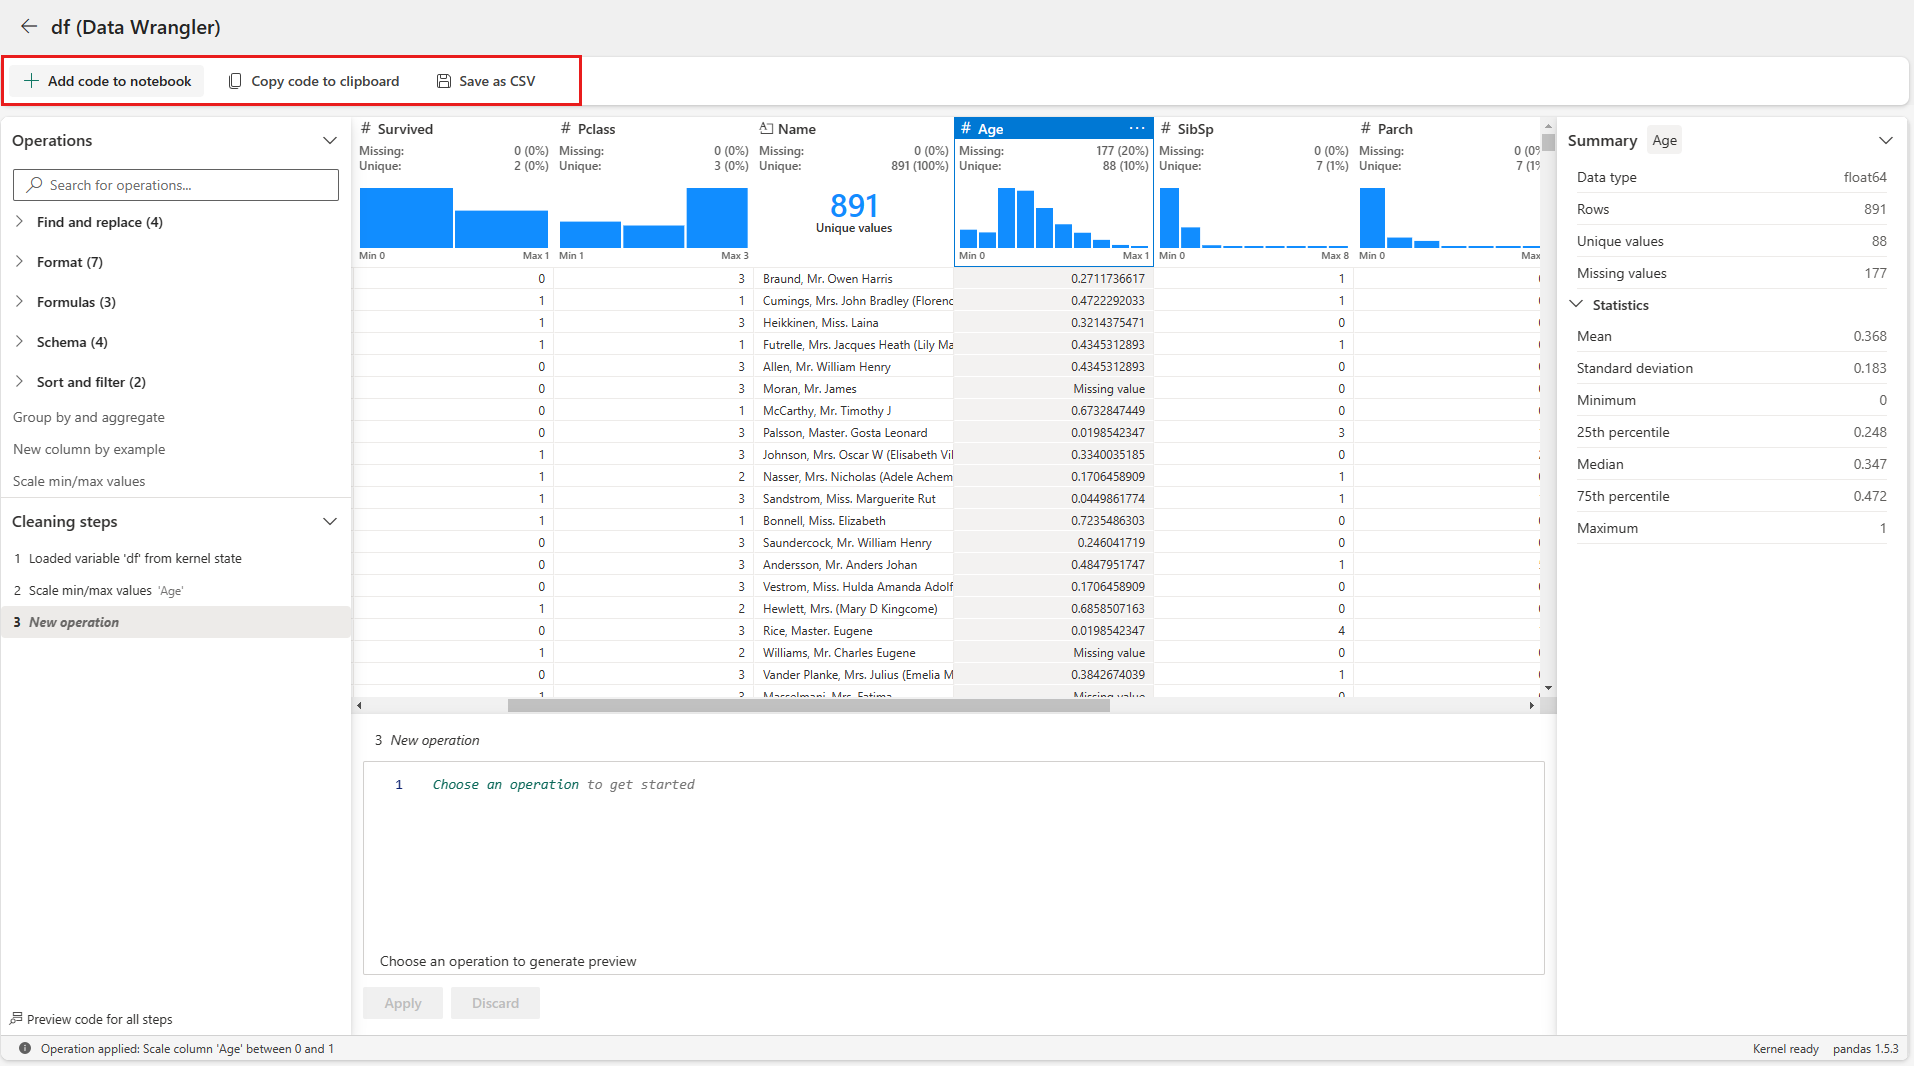 df (Data Wrangler)
Add code to notebook Copy code to clipboard Save as CSV
Operations
Search for operations...
Find and replace (4)
Format (7)
Formulas (3)
Schema (4)
Sort and filter (2)
Group by and aggregate
New column by example
Scale min/max values
Cleaning steps
1 Loaded variable 'df' from kernel state
2 Scale min/max values 'Age'
3 New operation
Preview code for all steps
# Survived # Pclass Name # Age ... # SibSp # Parch
Missing: 0 (0%) Missing: 0 (0%) Missing: 0 (0%) Missing: 177 (20%) Missing: 0 (0%) Missing: 0 (0%
Unique: 2 (0%) Unique: 3 (0%) Unique: 891 (100%) Unique: 88 (10%) Unique: 7 (1%) Unique: 7 (1%
891
Unique values
Min 0 Max 1 Min 1 Max 3 Min 0 Max 1 Min 0 Max 8 Min 0 Max
0 3 Braund, Mr. Owen Harris 0.2711736617 1
1 1 Cumings, Mrs. John Bradley (Florenc 0.4722292033 1
1 3 Heikkinen, Miss. Laina 0.3214375471 0
1 1 Futrelle, Mrs. Jacques Heath (Lily Ma 0.4345312893 1
0 3 Allen, Mr. William Henry 0.4345312893 0
0 3 Moran, Mr. James Missing value 0
0 1 McCarthy, Mr. Timothy J 0.6732847449 0
0 3 Palsson, Master. Gosta Leonard 0.0198542347 3
1 3 Johnson, Mrs. Oscar W (Elisabeth Vil 0.3340035185 0
1 2 Nasser, Mrs. Nicholas (Adele Achem 0.1706458909 1
1 3 Sandstrom, Miss. Marguerite Rut 0.0449861774 1
1 1 Bonnell, Miss. Elizabeth 0.7235486303 0
0 3 Saundercock, Mr. William Henry 0.246041719 0
0 3 Andersson, Mr. Anders Johan 0.4847951747 1
0 3 Vestrom, Miss. Hulda Amanda Adolf 0.1706458909 0
1 2 Hewlett, Mrs. (Mary D Kingcome) 0.6858507163 0
0 3 Rice, Master. Eugene 0.0198542347 4
1 2 Williams, Mr. Charles Eugene Missing value 0
0 3 Vander Planke, Mrs. Julius (Emelia M 0.3842674039 1
1 3 Masselmani, Mrs. Fatima Missing value 0
3 New operation
1 Choose an operation to get started
Choose an operation to generate preview
Apply Discard
Summary Age
Data type float64
Rows 891
Unique values 88
Missing values 177
Statistics
Mean 0.368
Standard deviation 0.183
Minimum 0
25th percentile 0.248
Median 0.347
75th percentile 0.472
Maximum 1
Operation applied: Scale column 'Age' between 0 and 1
Kernel ready pandas 1.5.3